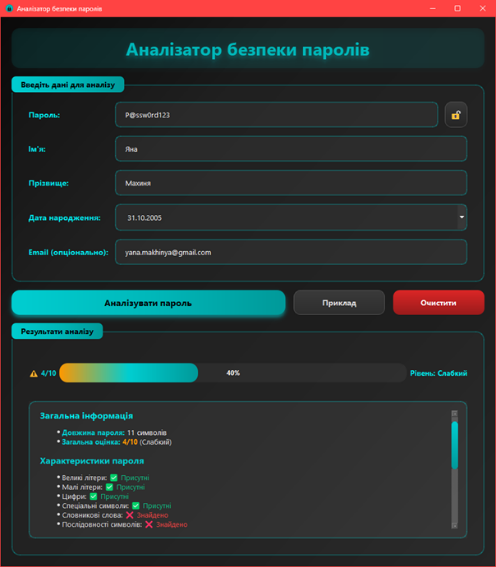 Аналізатор безпеки паролів
Аналізатор безпеки паролів
Введіть дані для аналізу
Пароль: P@ssw0rd123
Ім'я: Яна
Прізвище: Махиня
Дата народження: 31.10.2005
Email (опціонально): yana.makhinya@gmail.com
Аналізувати пароль Приклад Очистити
Результати аналізу
4/10 40% Рівень: Слабкий
Загальна інформація
• Довжина пароля: 11 символів
• Загальна оцінка: 4/10 (Слабкий)
Характеристики пароля
• Великі літери: ✅ Присутні
• Малі літери: ✅ Присутні
• Цифри: ✅ Присутні
• Спеціальні символи: ✅ Присутні
• Словникові слова: ❌ Знайдено
• Послідовності символів: ❌ Знайдено